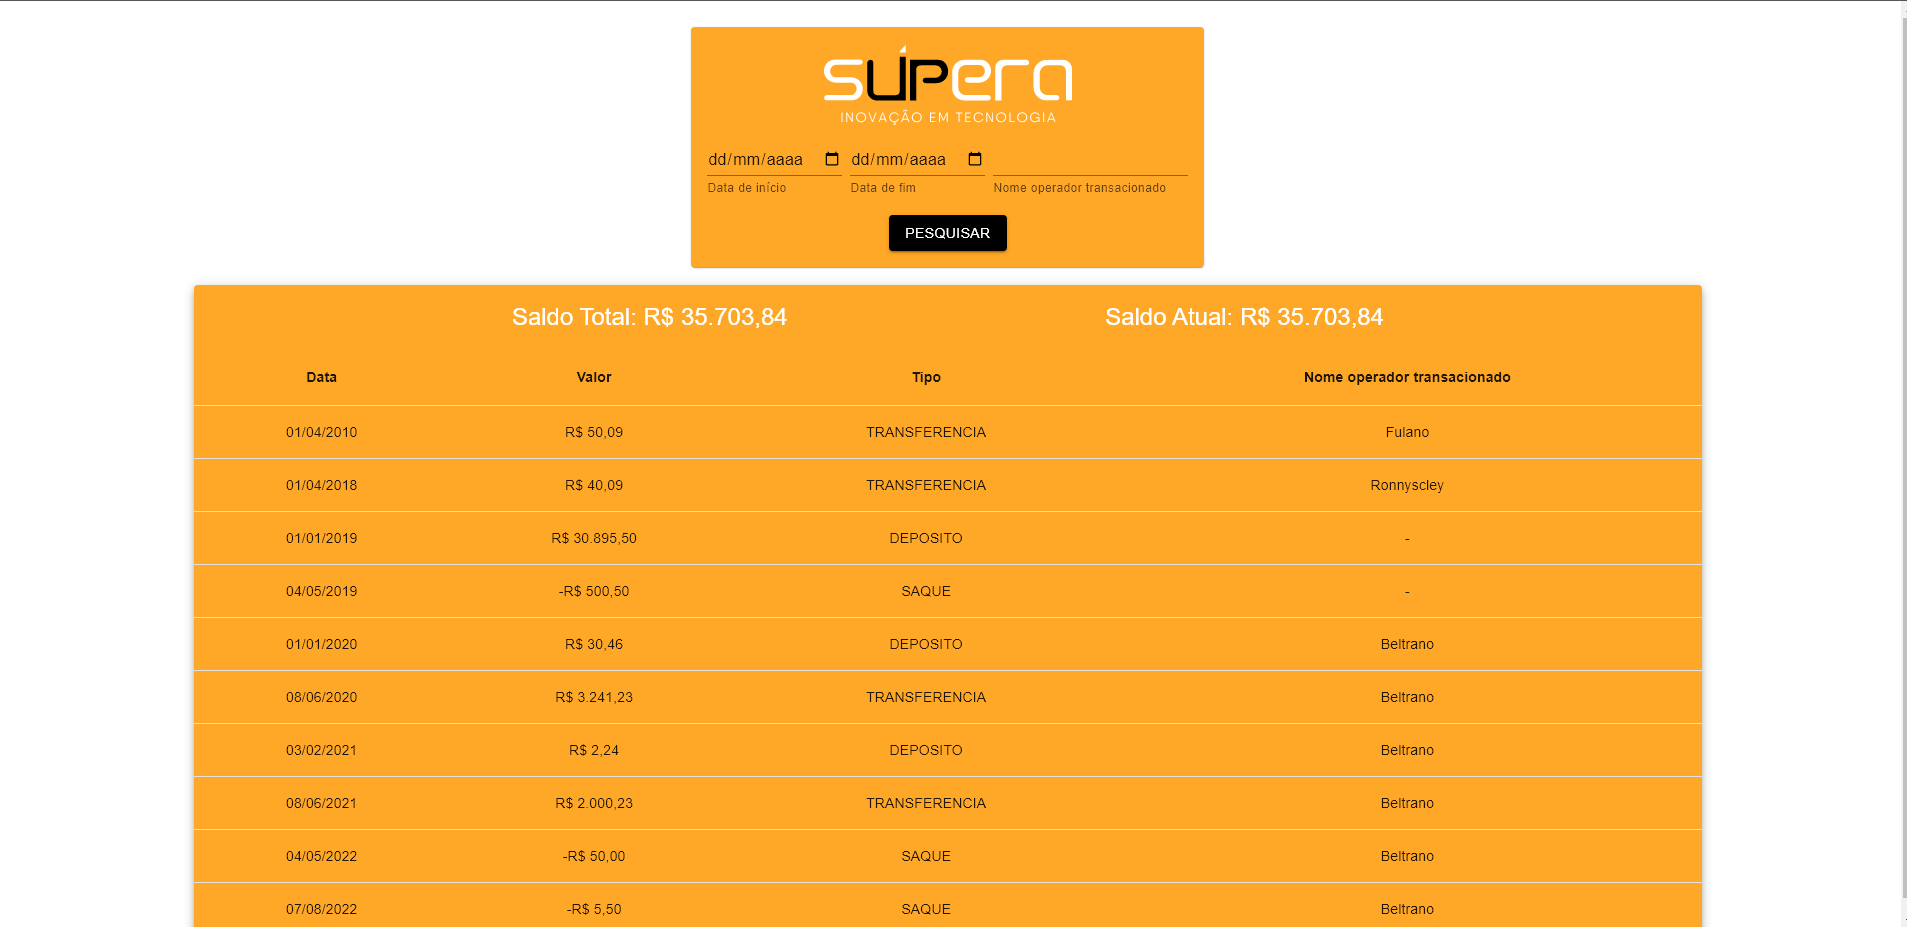 SUPERA
INOVAÇÃO EM TECNOLOGIA
dd/mm/aaaa dd/mm/aaaa
Data de início Data de fim Nome operador transacionado
PESQUISAR
Saldo Total: R$ 35.703,84 Saldo Atual: R$ 35.703,84
Data Valor Tipo Nome operador transacionado
01/04/2010 R$ 50,09 TRANSFERENCIA Fulano
01/04/2018 R$ 40,09 TRANSFERENCIA Ronnyscley
01/01/2019 R$ 30.895,50 DEPOSITO -
04/05/2019 -R$ 500,50 SAQUE -
01/01/2020 R$ 30,46 DEPOSITO Beltrano
08/06/2020 R$ 3.241,23 TRANSFERENCIA Beltrano
03/02/2021 R$ 2,24 DEPOSITO Beltrano
08/06/2021 R$ 2.000,23 TRANSFERENCIA Beltrano
04/05/2022 -R$ 50,00 SAQUE Beltrano
07/08/2022 -R$ 5,50 SAQUE Beltrano